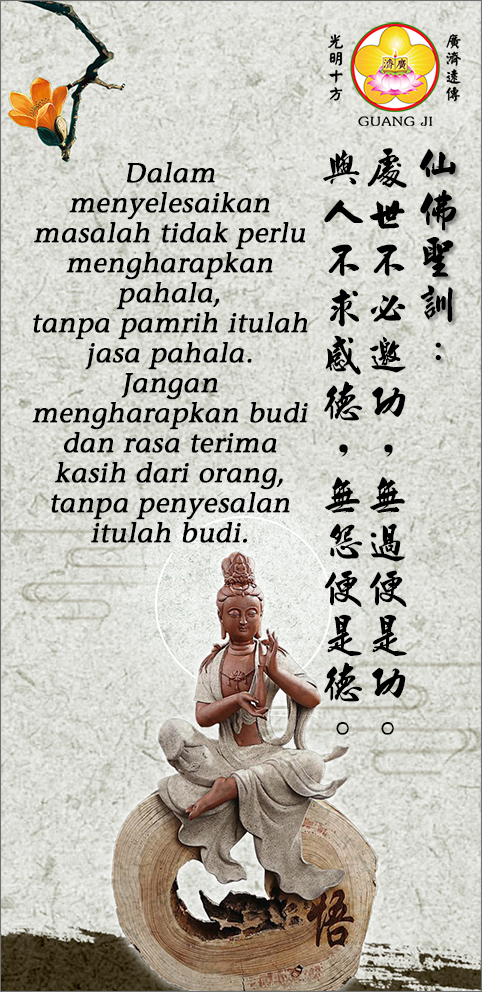 光明十方
廣濟
廣濟遠傳
GUANG JI
仙佛聖訓：
處世不必邀功，無過便是功。
與人不求感德，無怨便是德。
Dalam
menyelesaikan
masalah tidak perlu
mengharapkan
pahala,
tanpa pamrih itulah
jasa pahala.
Jangan
mengharapkan budi
dan rasa terima
kasih dari orang,
tanpa penyesalan
itulah budi.
悟